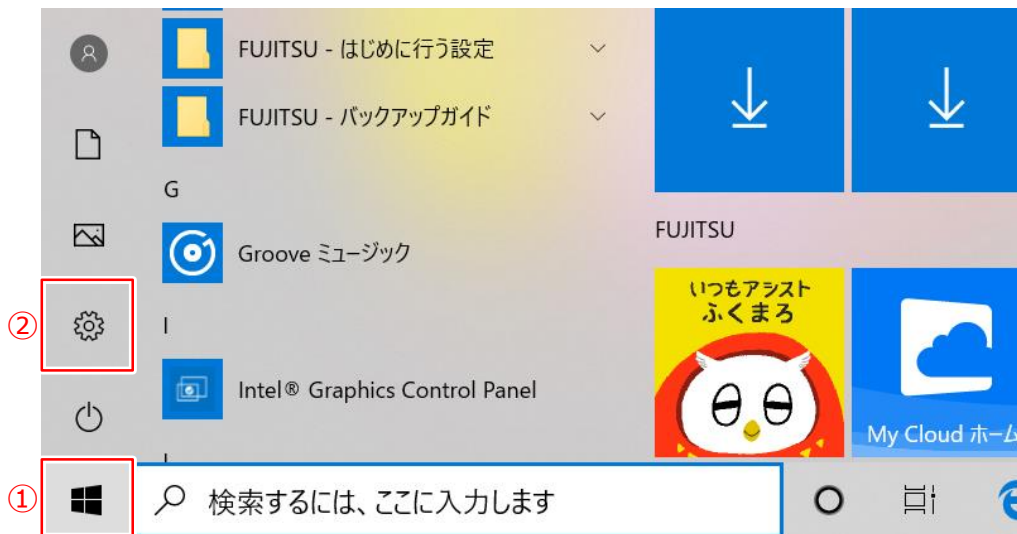 FUJITSU - はじめに行う設定
FUJITSU - バックアップガイド
G
Groove ミュージック
I
Intel® Graphics Control Panel
FUJITSU
いつもアシスト
ふくまろ
My Cloud ホーム
②
①
検索するには、ここに入力します